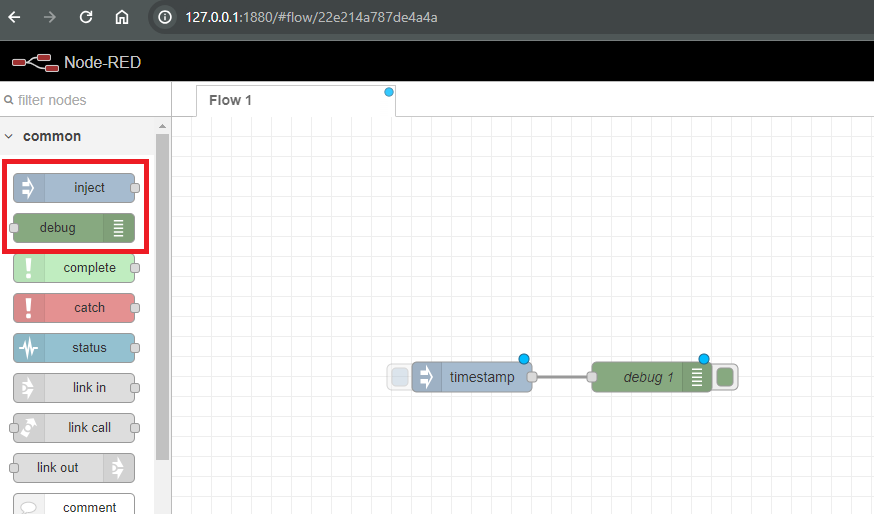 127.0.0.1:1880/#flow/22e214a787de4a4a
Node-RED
filter nodes
Flow 1
common
inject
debug
complete
catch
status
link in
link call
link out
comment
timestamp
debug 1